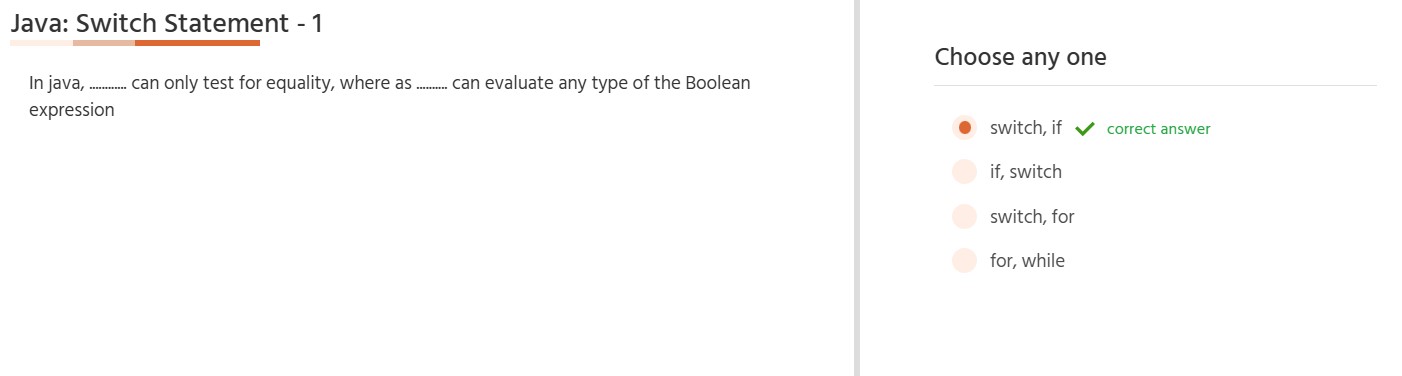 Java: Switch Statement - 1
In java, ............ can only test for equality, where as .......... can evaluate any type of the Boolean
expression
Choose any one
switch, if correct answer
if, switch
switch, for
for, while